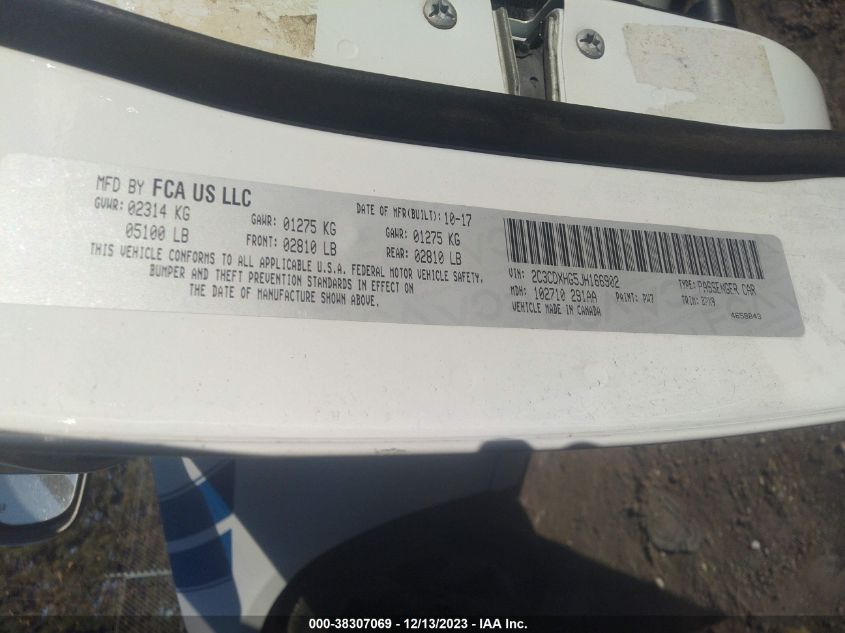 MFD BY FCA US LLC
DATE OF MFR(BUILT): 10-17
GVWR: 02314 KG
05100 LB
GAWR: 01275 KG
FRONT: 02810 LB
GAWR: 01275 KG
REAR: 02810 LB
THIS VEHICLE CONFORMS TO ALL APPLICABLE U.S.A. FEDERAL MOTOR VEHICLE SAFETY,
BUMPER AND THEFT PREVENTION STANDARDS IN EFFECT ON
THE DATE OF MANUFACTURE SHOWN ABOVE.
VIN: 2C3CDXHG5JH166902
TYPE: PASSENGER CAR
MDH: 102710 291AA
PAINT: PW7
TRIM:
VEHICLE MADE IN CANADA
4658043
000-38307069 - 12/13/2023 - IAA Inc.